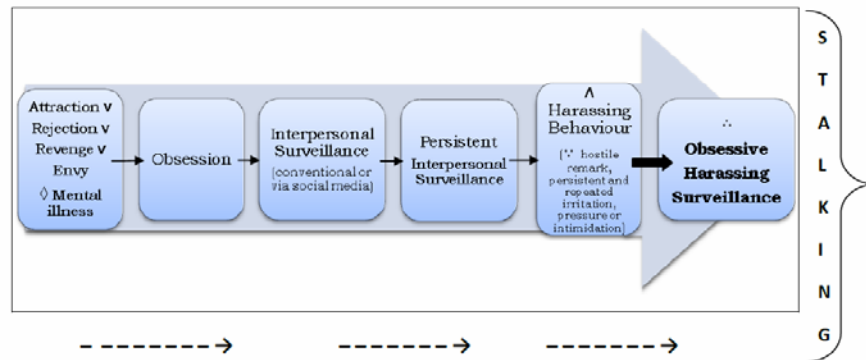 Attraction v
Rejection v
Revenge v
Envy
◊ Mental
illness
Obsession
Interpersonal
Surveillance
(conventional or
via social media)
Persistent
Interpersonal
Surveillance
∧
Harassing
Behaviour
(∵ hostile
remark,
persistent and
repeated
irritation,
pressure or
intimidation)
∴
Obsessive
Harassing
Surveillance
S
T
A
L
K
I
N
G